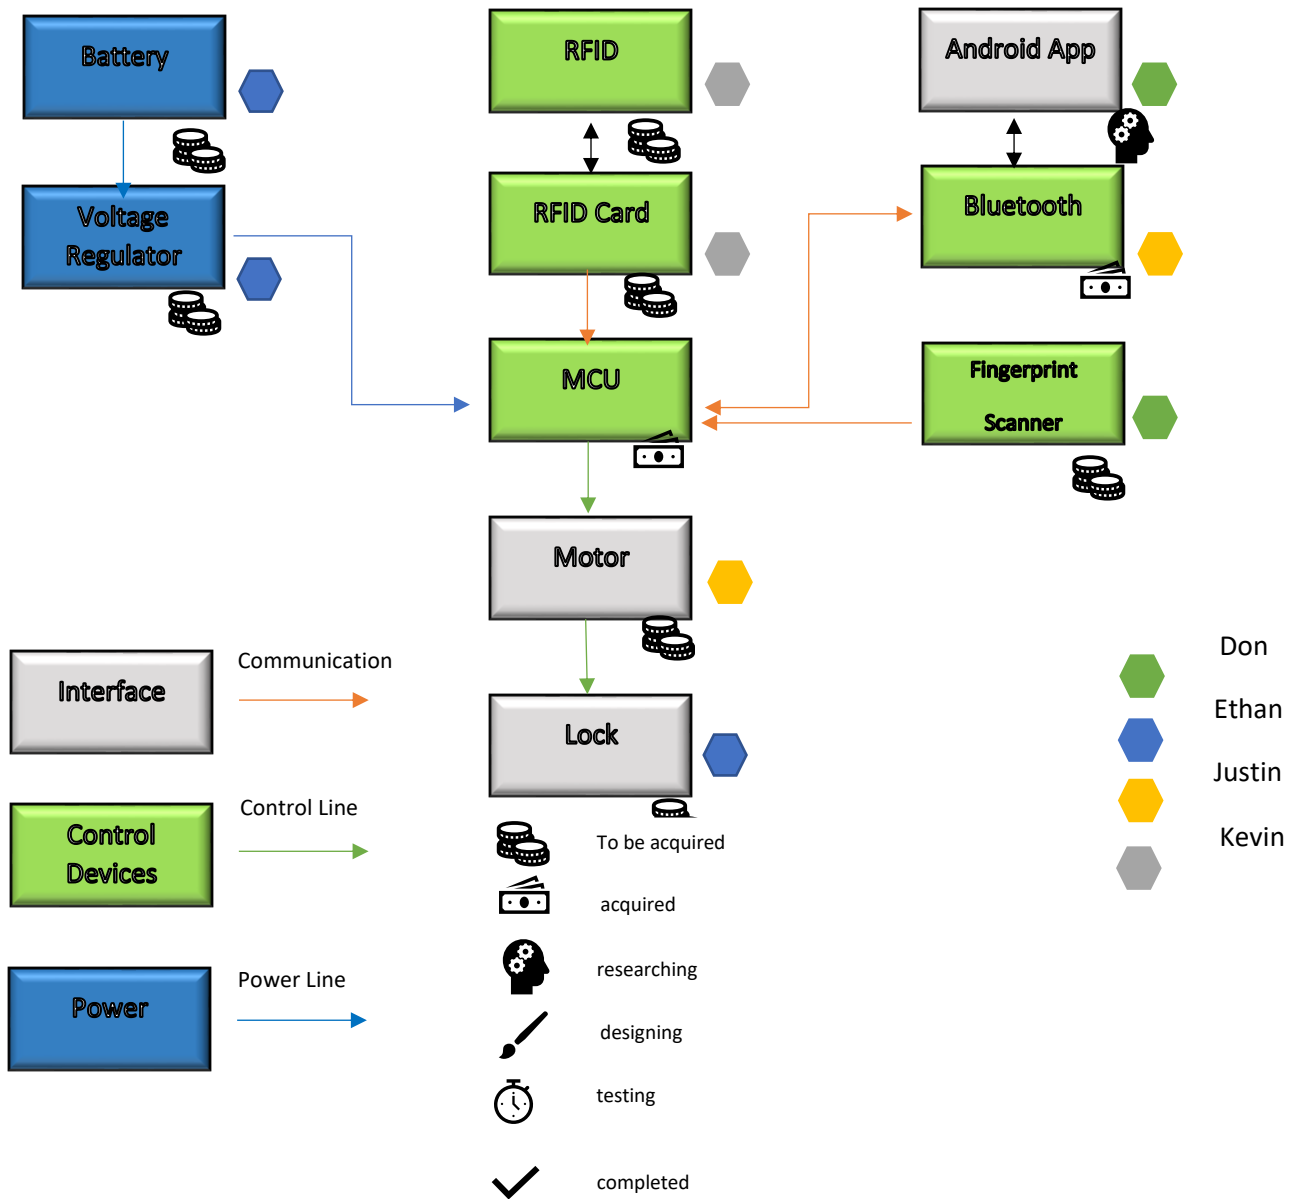 Battery
RFID
Android App
Voltage
Regulator
RFID Card
Bluetooth
MCU
Fingerprint
Scanner
Motor
Lock
Interface
Communication
Control
Devices
Control Line
Power
Power Line
To be acquired
acquired
researching
designing
testing
completed
Don
Ethan
Justin
Kevin